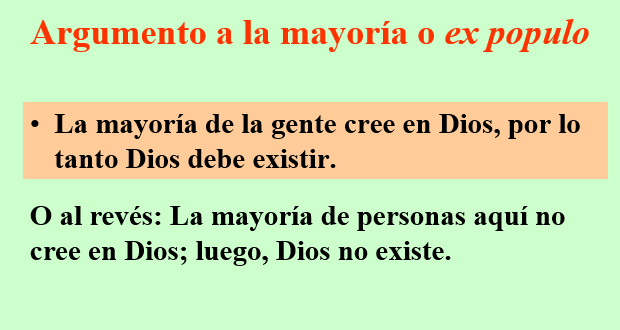 Argumento a la mayoría o ex populo
• La mayoría de la gente cree en Dios, por lo
tanto Dios debe existir.
O al revés: La mayoría de personas aquí no
cree en Dios; luego, Dios no existe.